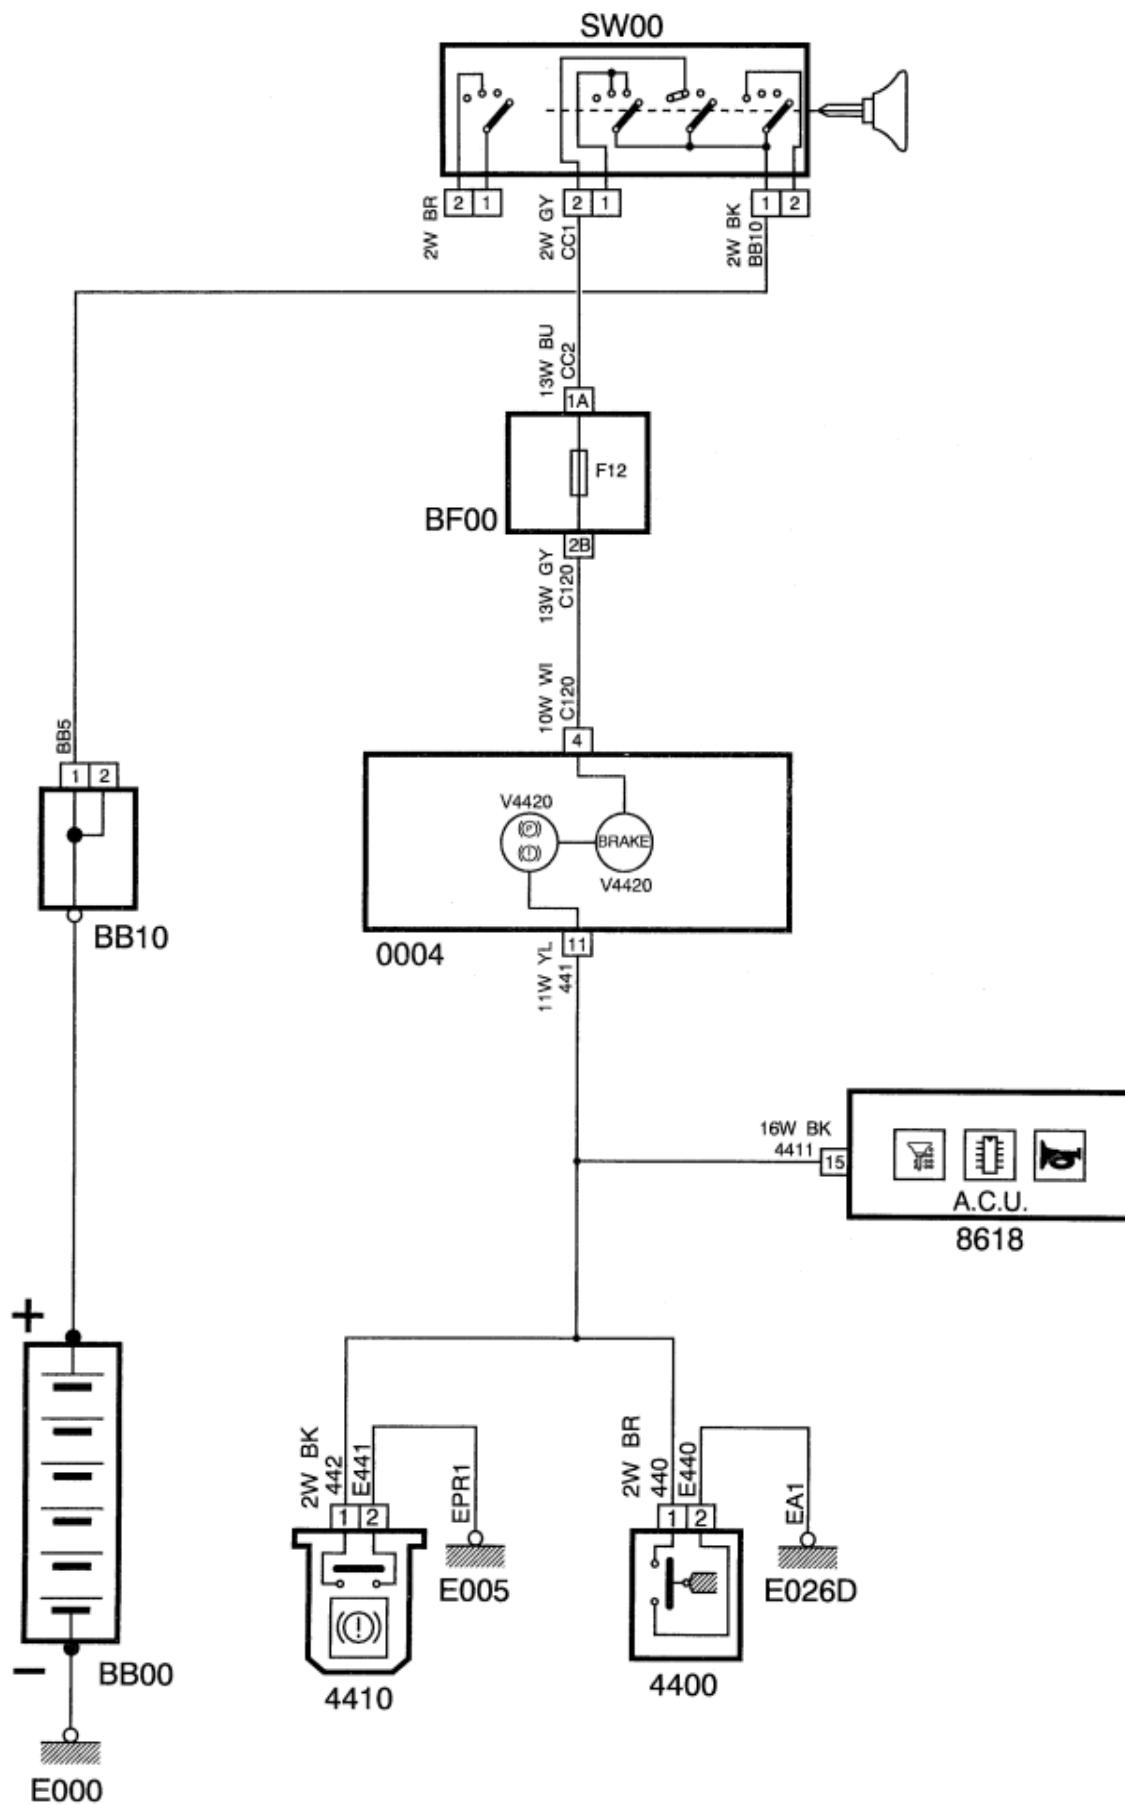 SW00
2 1
2 1
1 2
2W BR
2W GY
CC1
2W BK
BB10
13W BU
CC2
1A
F12
BF00
2B
13W GY
C120
10W WI
C120
BB5
1 2
4
V4420
(P)
(!)
BRAKE
V4420
BB10
0004
11
11W YL
441
16W BK
4411
15
A.C.U.
8618
+
2W BK
442
E441
EPR1
2W BR
440
E440
EA1
1 2
1 2
E005
E026D
(!)
−
BB00
4410
4400
E000